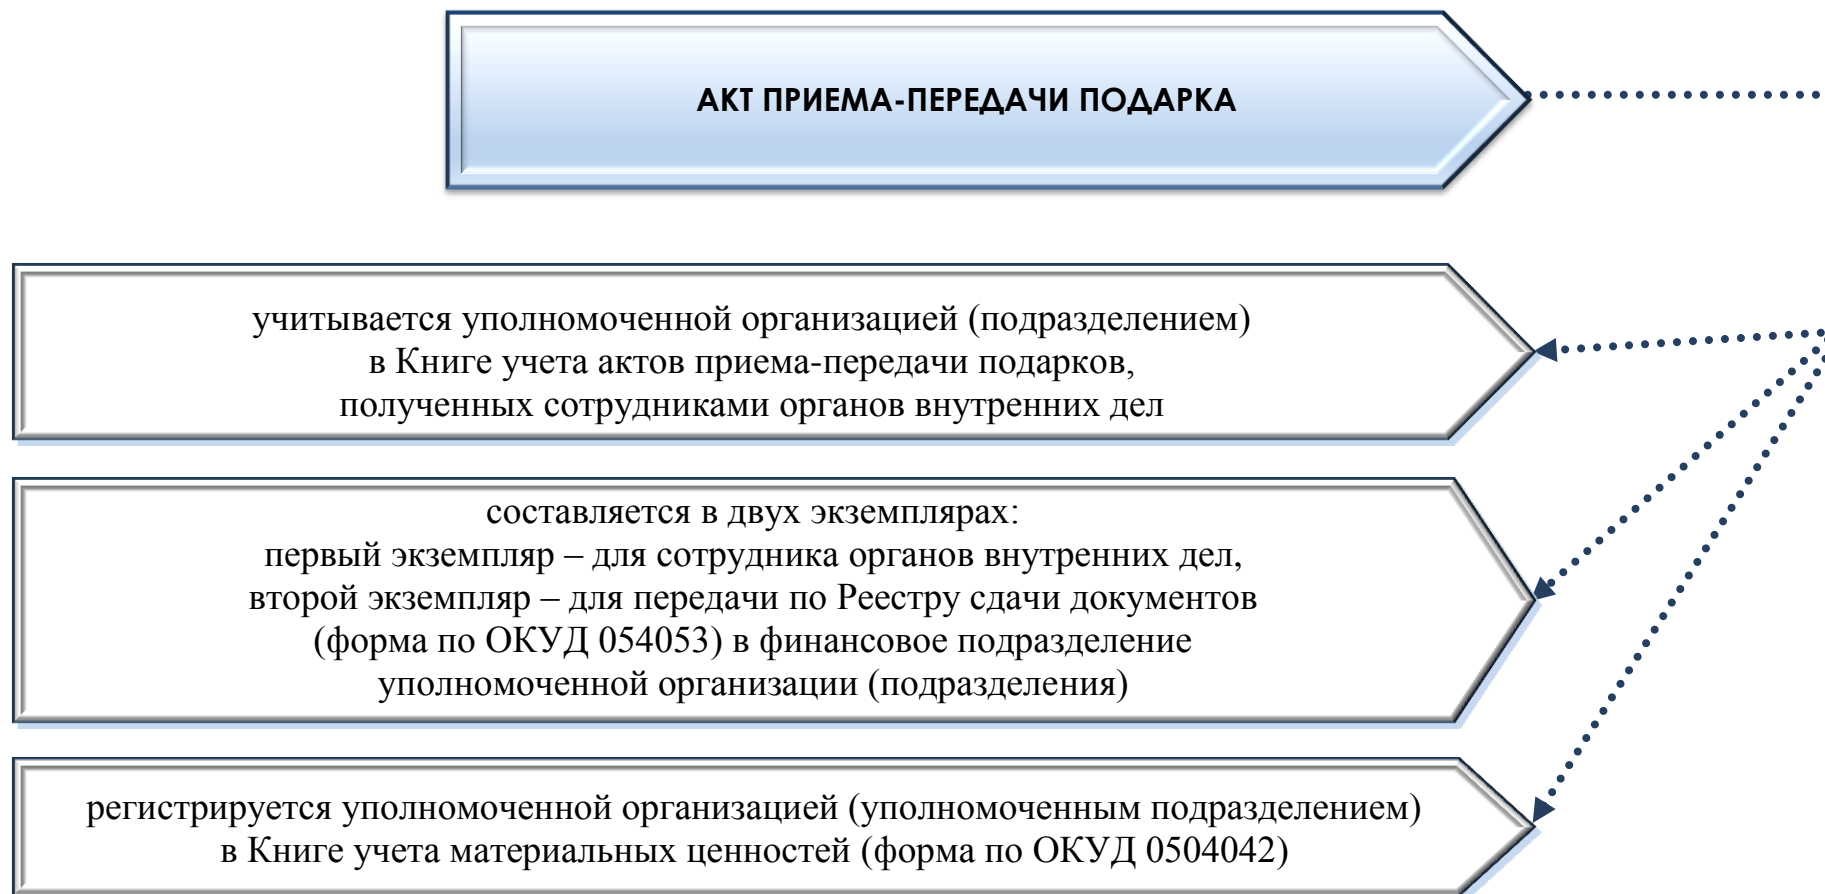 АКТ ПРИЕМА-ПЕРЕДАЧИ ПОДАРКА
учитывается уполномоченной организацией (подразделением)
в Книге учета актов приема-передачи подарков,
полученных сотрудниками органов внутренних дел
составляется в двух экземплярах:
первый экземпляр – для сотрудника органов внутренних дел,
второй экземпляр – для передачи по Реестру сдачи документов
(форма по ОКУД 054053) в финансовое подразделение
уполномоченной организации (подразделения)
регистрируется уполномоченной организацией (уполномоченным подразделением)
в Книге учета материальных ценностей (форма по ОКУД 0504042)